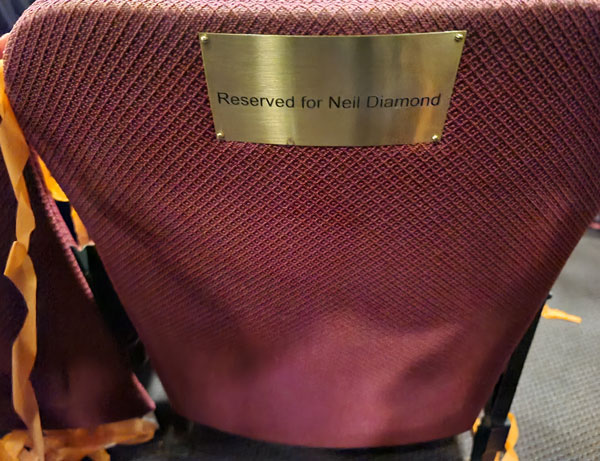 Reserved for Neil Diamond